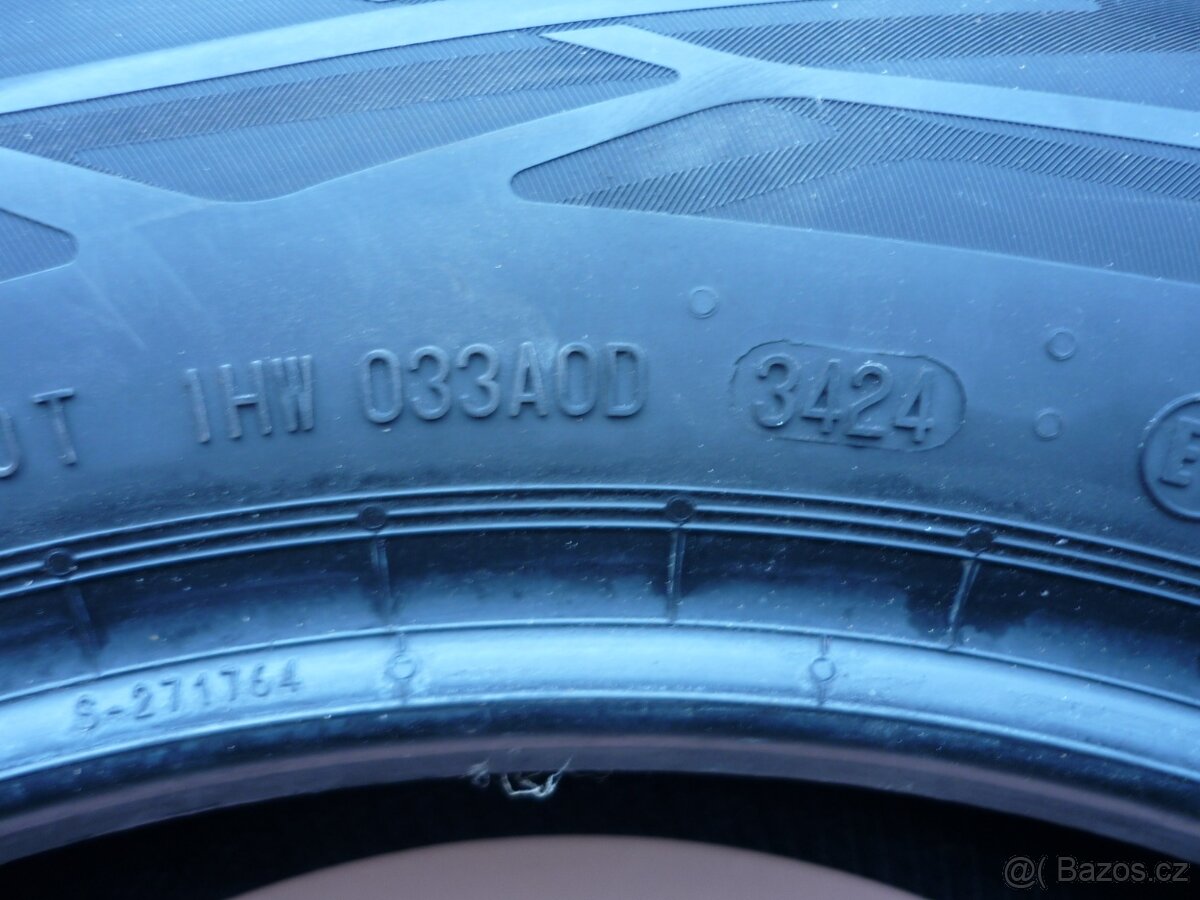 DOT 1HW 033A0D 3424 E
S-271764
@( Bazos.cz